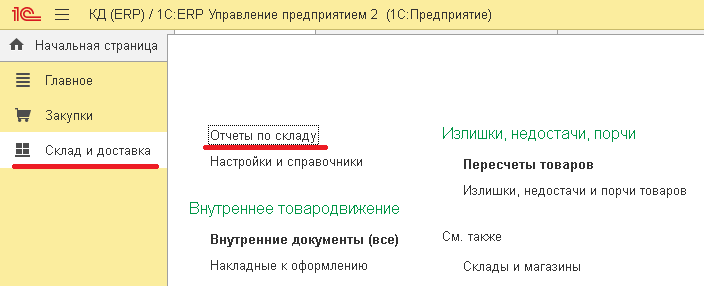 1С КД (ERP) / 1С:ERP Управление предприятием 2 (1С:Предприятие)
Начальная страница
Главное
Закупки
Склад и доставка
Отчеты по складу
Настройки и справочники
Внутреннее товародвижение
Внутренние документы (все)
Накладные к оформлению
Излишки, недостачи, порчи
Пересчеты товаров
Излишки, недостачи и порчи товаров
См. также
Склады и магазины